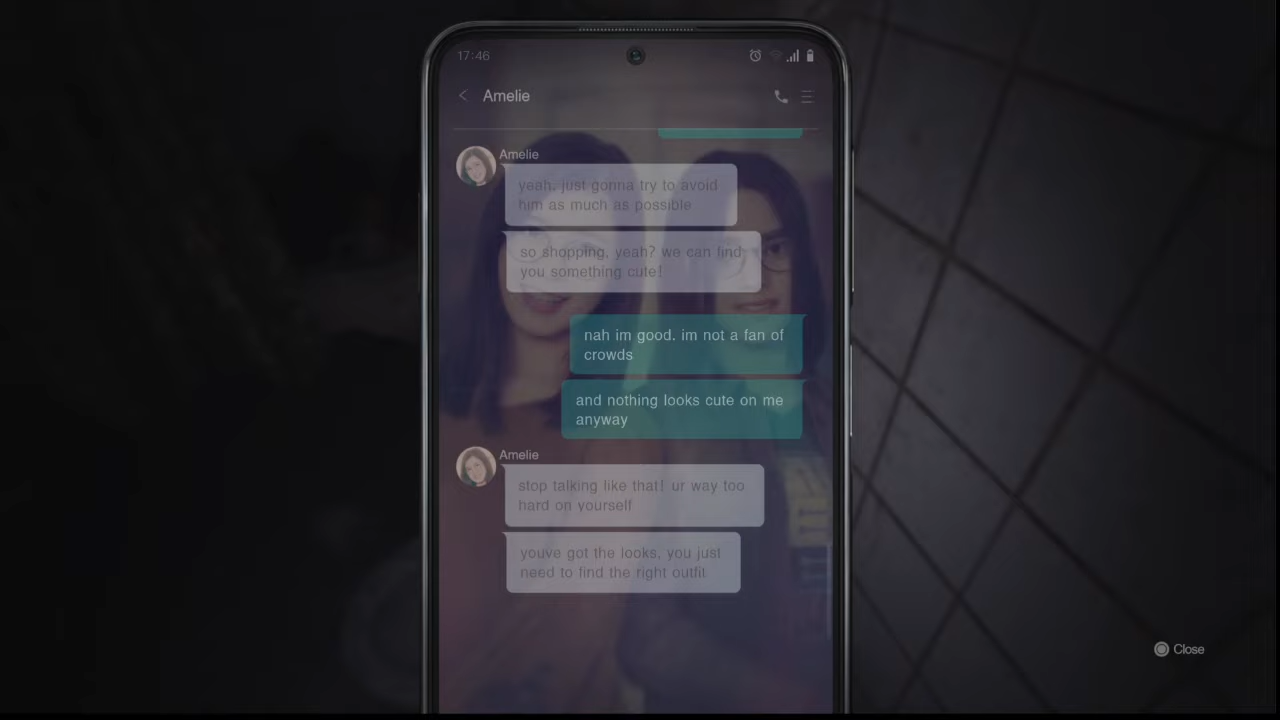 17:46
Amelie
Amelie
yeah. just gonna try to avoid
him as much as possible
so shopping, yeah? we can find
you something cute!
nah im good. im not a fan of
crowds
and nothing looks cute on me
anyway
Amelie
stop talking like that! ur way too
hard on yourself
youve got the looks, you just
need to find the right outfit
Close